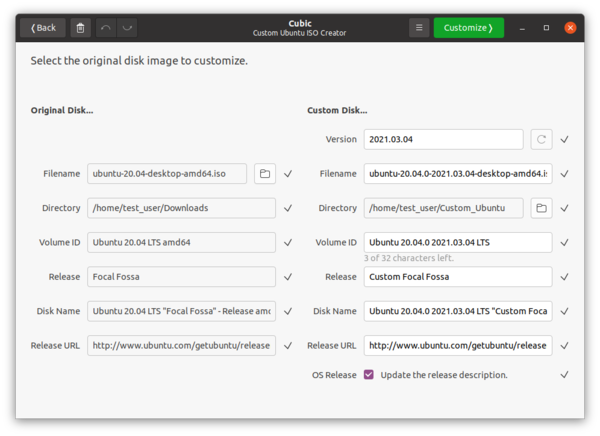 ❬Back
Cubic
Custom Ubuntu ISO Creator
Customize❭
Select the original disk image to customize.
Original Disk...
Custom Disk...
Version 2021.03.04
Filename ubuntu-20.04-desktop-amd64.iso
Filename ubuntu-20.04.0-2021.03.04-desktop-amd64.is
Directory /home/test_user/Downloads
Directory /home/test_user/Custom_Ubuntu
Volume ID Ubuntu 20.04 LTS amd64
Volume ID Ubuntu 20.04.0 2021.03.04 LTS
3 of 32 characters left.
Release Focal Fossa
Release Custom Focal Fossa
Disk Name Ubuntu 20.04 LTS "Focal Fossa" - Release amd
Disk Name Ubuntu 20.04.0 2021.03.04 LTS "Custom Foca
Release URL http://www.ubuntu.com/getubuntu/release
Release URL http://www.ubuntu.com/getubuntu/release
OS Release Update the release description.